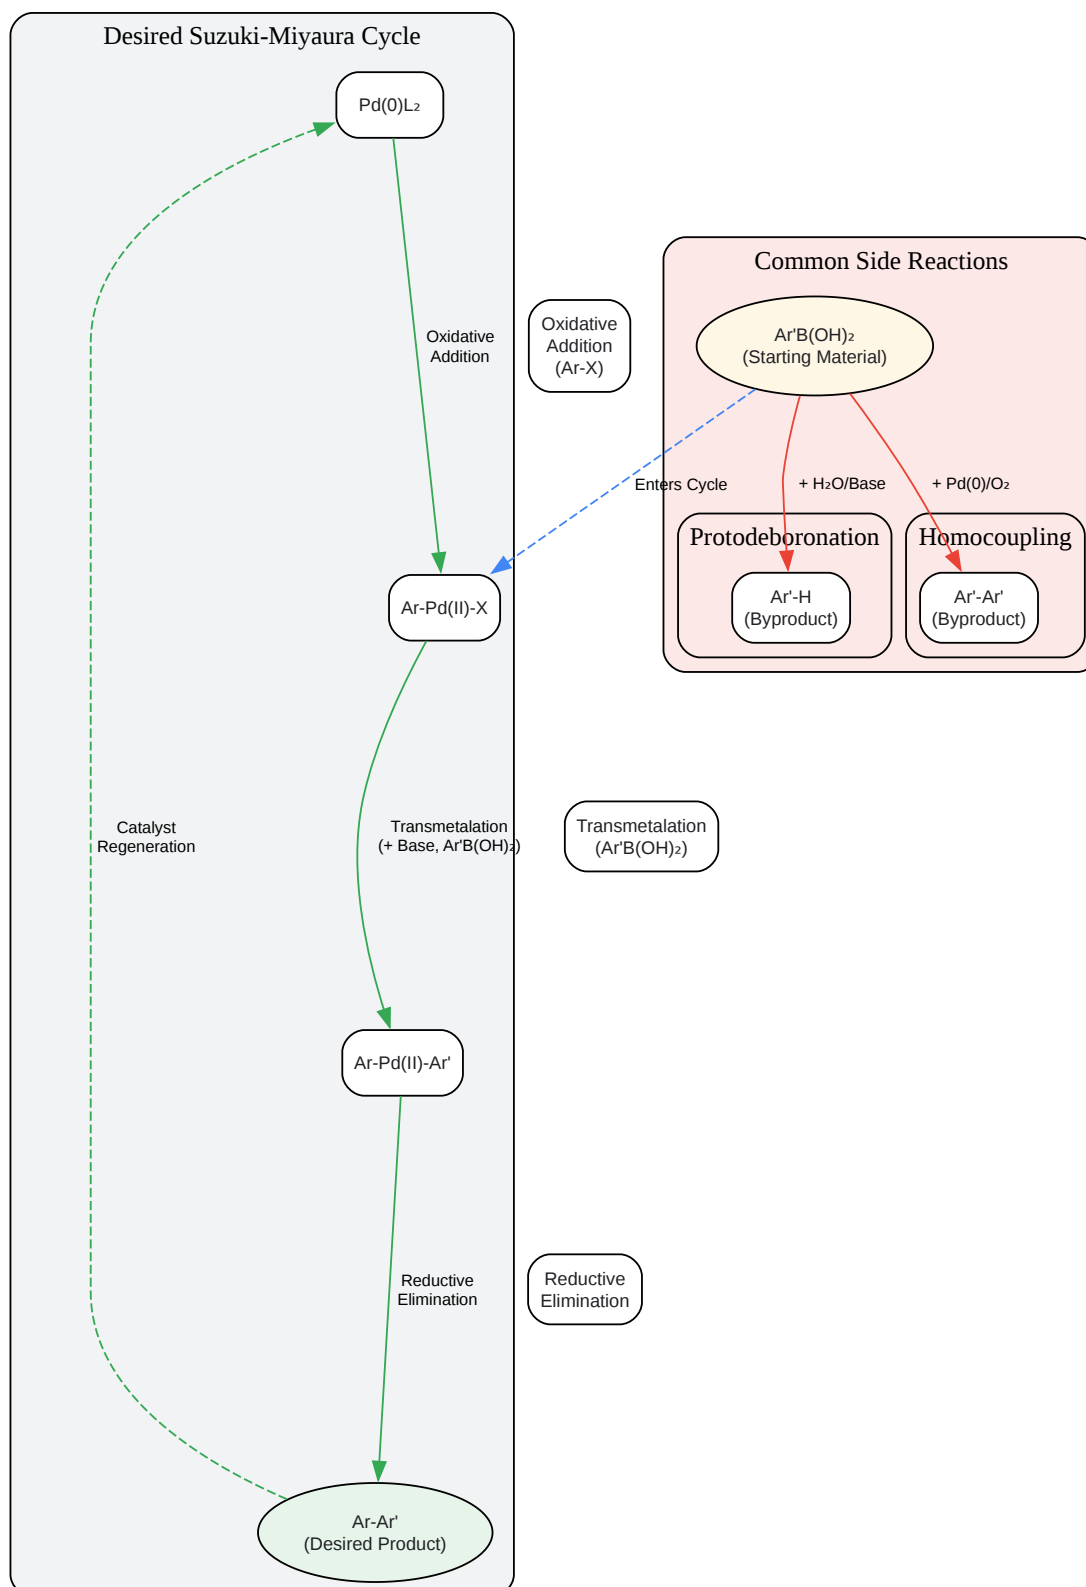 Desired Suzuki-Miyaura Cycle
Pd(0)L₂
Common Side Reactions
Oxidative
Addition
Oxidative
Addition
(Ar-X)
Ar'B(OH)₂
(Starting Material)
Enters Cycle
+ H₂O/Base
+ Pd(0)/O₂
Protodeboronation
Homocoupling
Ar-Pd(II)-X
Ar'-H
(Byproduct)
Ar'-Ar'
(Byproduct)
Catalyst
Regeneration
Transmetalation
(+ Base, Ar'B(OH)₂)
Transmetalation
(Ar'B(OH)₂)
Ar-Pd(II)-Ar'
Reductive
Elimination
Reductive
Elimination
Ar-Ar'
(Desired Product)